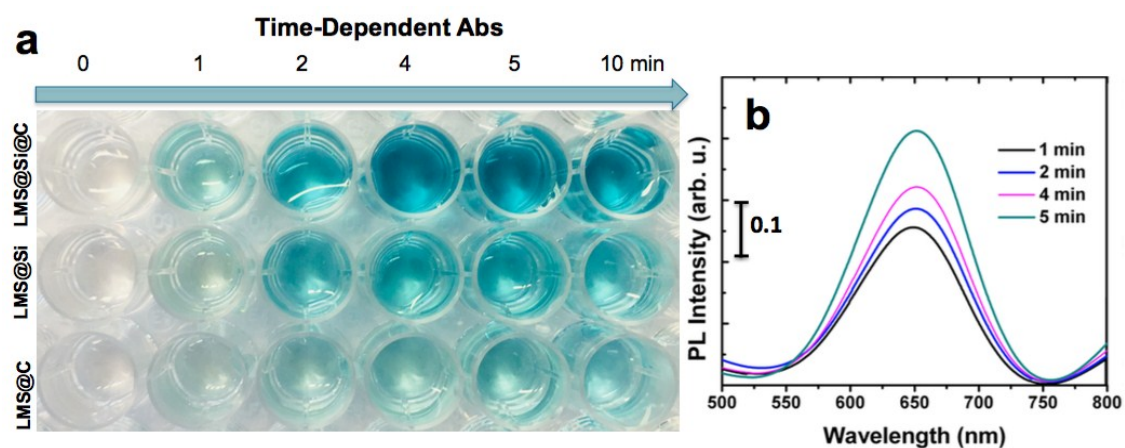 a
Time-Dependent Abs
0 1 2 4 5 10 min
LMS@Si@C
LMS@Si
LMS@C
b
1 min
2 min
4 min
5 min
0.1
PL Intensity (arb. u.)
500 550 600 650 700 750 800
Wavelength (nm)